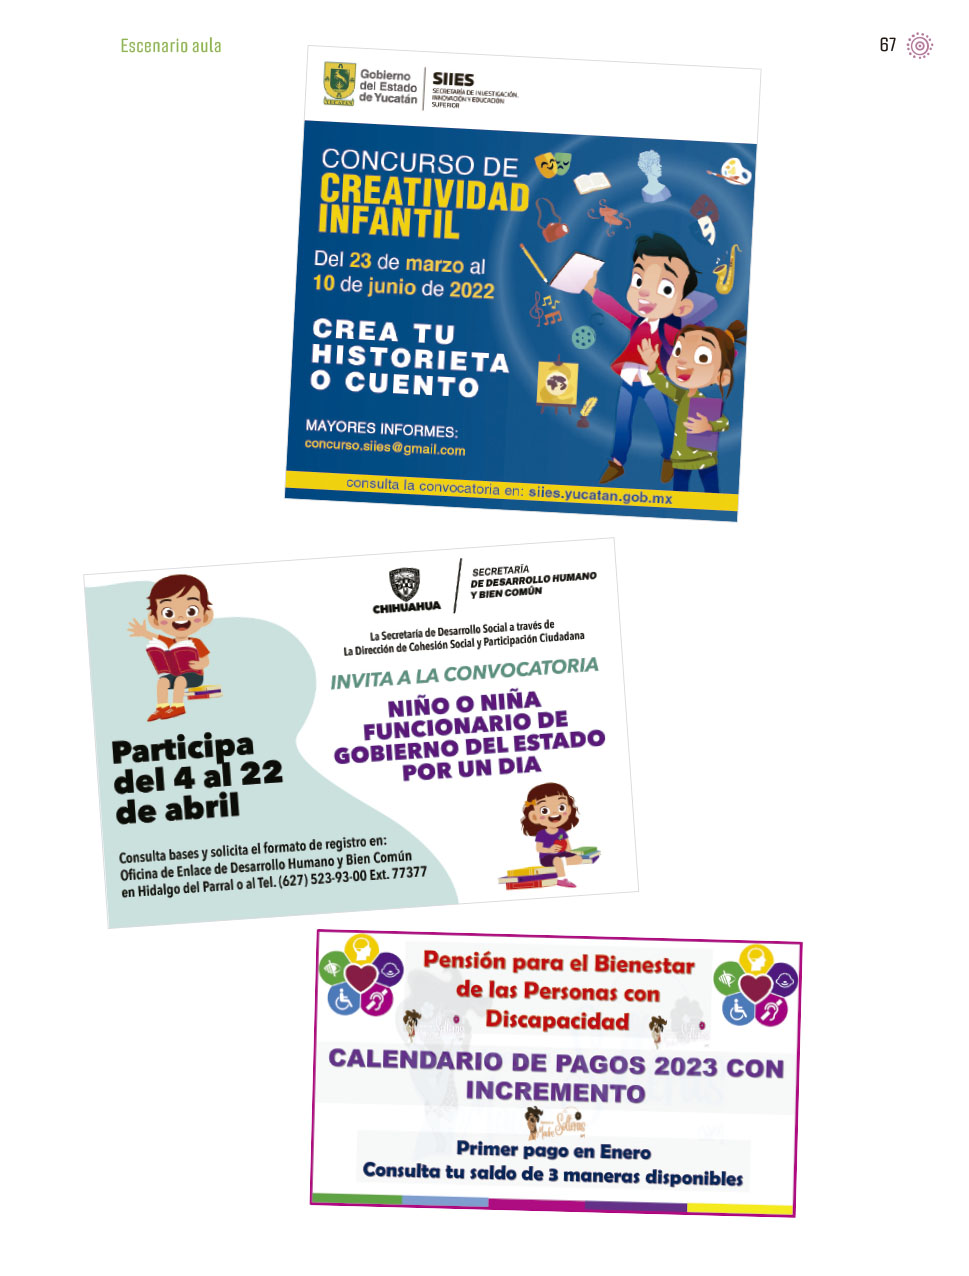 Escenario aula
67
Gobierno
del Estado
de Yucatán
SIIES
SECRETARÍA DE INVESTIGACIÓN,
INNOVACIÓN Y EDUCACIÓN
SUPERIOR
CONCURSO DE
CREATIVIDAD
INFANTIL
Del 23 de marzo al
10 de junio de 2022
CREA TU
HISTORIETA
O CUENTO
MAYORES INFORMES:
concurso.siies@gmail.com
consulta la convocatoria en: siies.yucatan.gob.mx
CHIHUAHUA
SECRETARÍA
DE DESARROLLO HUMANO
Y BIEN COMÚN
La Secretaría de Desarrollo Social a través de
La Dirección de Cohesión Social y Participación Ciudadana
INVITA A LA CONVOCATORIA
NIÑO O NIÑA
FUNCIONARIO DE
GOBIERNO DEL ESTADO
POR UN DIA
Participa
del 4 al 22
de abril
Consulta bases y solicita el formato de registro en:
Oficina de Enlace de Desarrollo Humano y Bien Común
en Hidalgo del Parral o al Tel. (627) 523-93-00 Ext. 77377
Pensión para el Bienestar
de las Personas con
Discapacidad
CALENDARIO DE PAGOS 2023 CON
INCREMENTO
Madre Solteras
Primer pago en Enero
Consulta tu saldo de 3 maneras disponibles